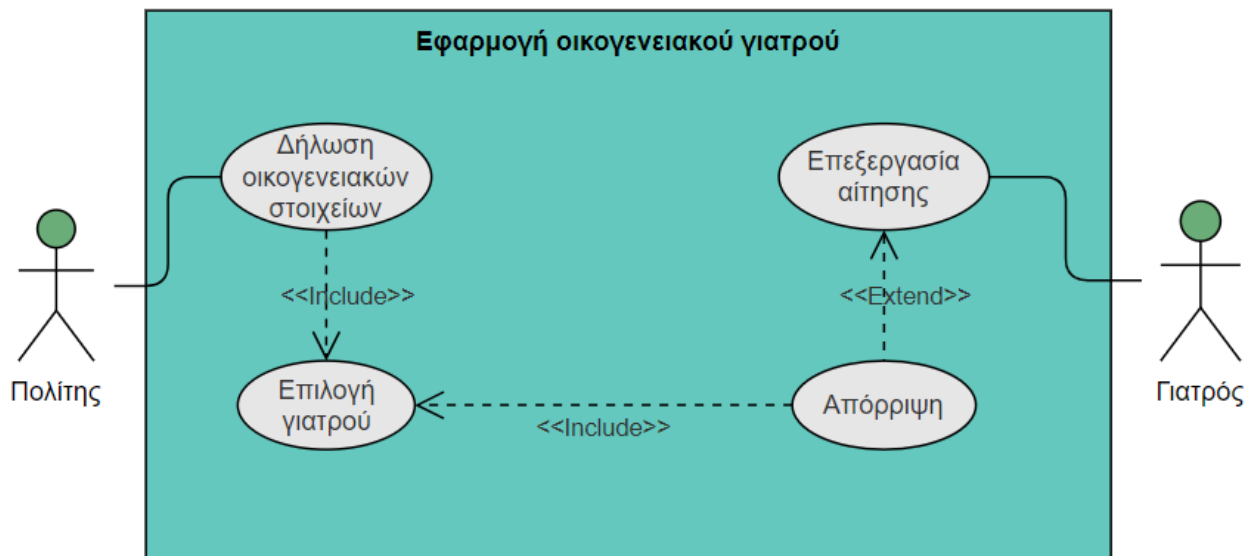 Εφαρμογή οικογενειακού γιατρού
Δήλωση
οικογενειακών
στοιχείων
Επεξεργασία
αίτησης
<<Include>>
<<Extend>>
Πολίτης
Επιλογή
γιατρού
<<Include>>
Απόρριψη
Γιατρός